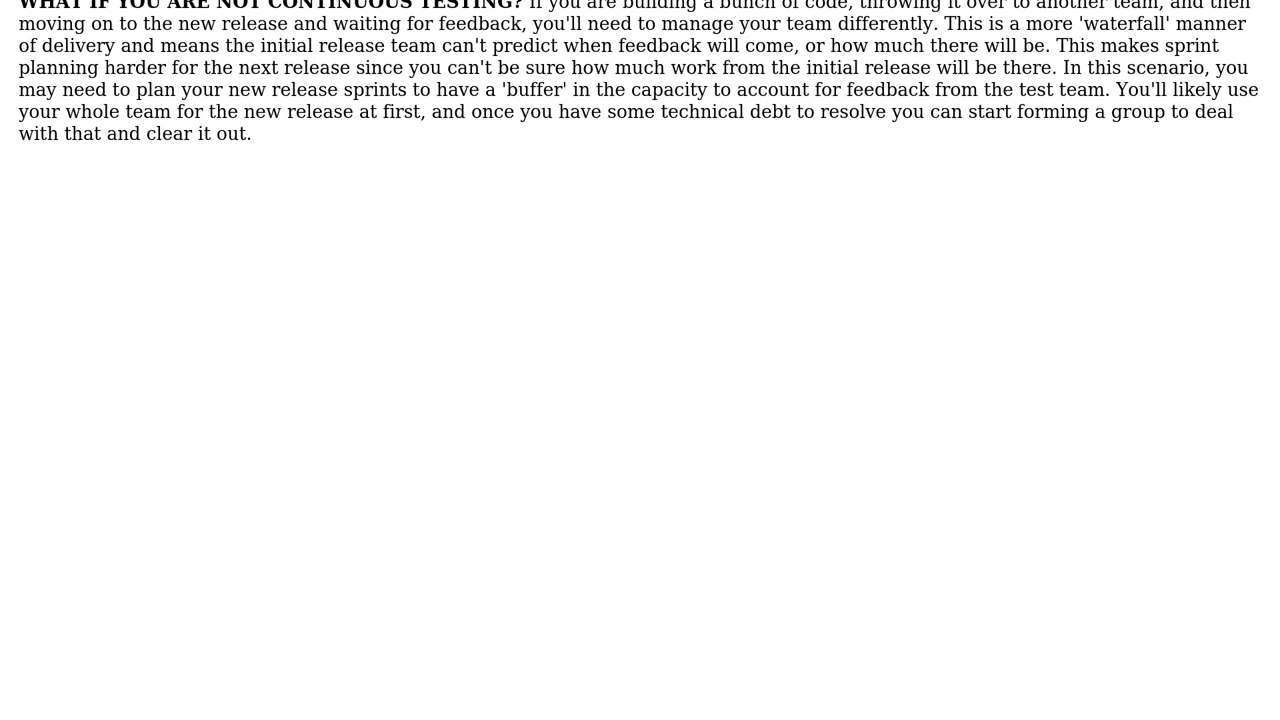 WHAT IF YOU ARE NOT CONTINUOUS TESTING? If you are building a bunch of code, throwing it over to another team, and then
moving on to the new release and waiting for feedback, you'll need to manage your team differently. This is a more 'waterfall' manner
of delivery and means the initial release team can't predict when feedback will come, or how much there will be. This makes sprint
planning harder for the next release since you can't be sure how much work from the initial release will be there. In this scenario, you
may need to plan your new release sprints to have a 'buffer' in the capacity to account for feedback from the test team. You'll likely use
your whole team for the new release at first, and once you have some technical debt to resolve you can start forming a group to deal
with that and clear it out.